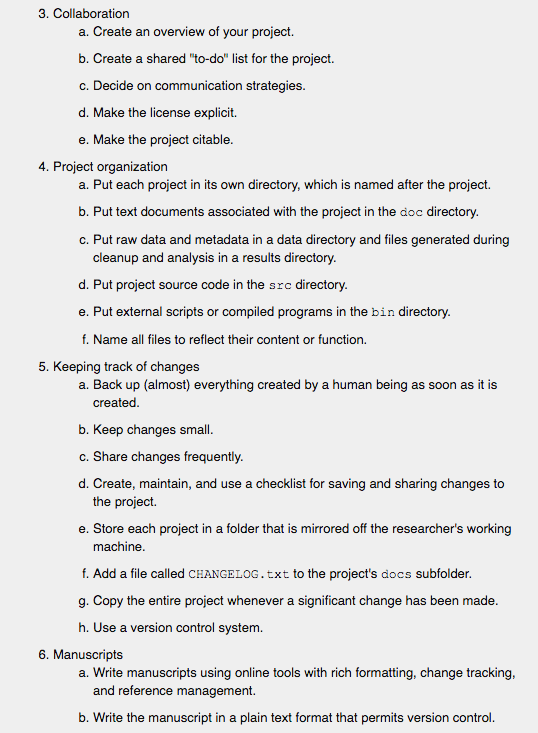 3. Collaboration
a. Create an overview of your project.
b. Create a shared "to-do" list for the project.
c. Decide on communication strategies.
d. Make the license explicit.
e. Make the project citable.
4. Project organization
a. Put each project in its own directory, which is named after the project.
b. Put text documents associated with the project in the doc directory.
c. Put raw data and metadata in a data directory and files generated during
cleanup and analysis in a results directory.
d. Put project source code in the src directory.
e. Put external scripts or compiled programs in the bin directory.
f. Name all files to reflect their content or function.
5. Keeping track of changes
a. Back up (almost) everything created by a human being as soon as it is
created.
b. Keep changes small.
c. Share changes frequently.
d. Create, maintain, and use a checklist for saving and sharing changes to
the project.
e. Store each project in a folder that is mirrored off the researcher's working
machine.
f. Add a file called CHANGELOG.txt to the project's docs subfolder.
g. Copy the entire project whenever a significant change has been made.
h. Use a version control system.
6. Manuscripts
a. Write manuscripts using online tools with rich formatting, change tracking,
and reference management.
b. Write the manuscript in a plain text format that permits version control.